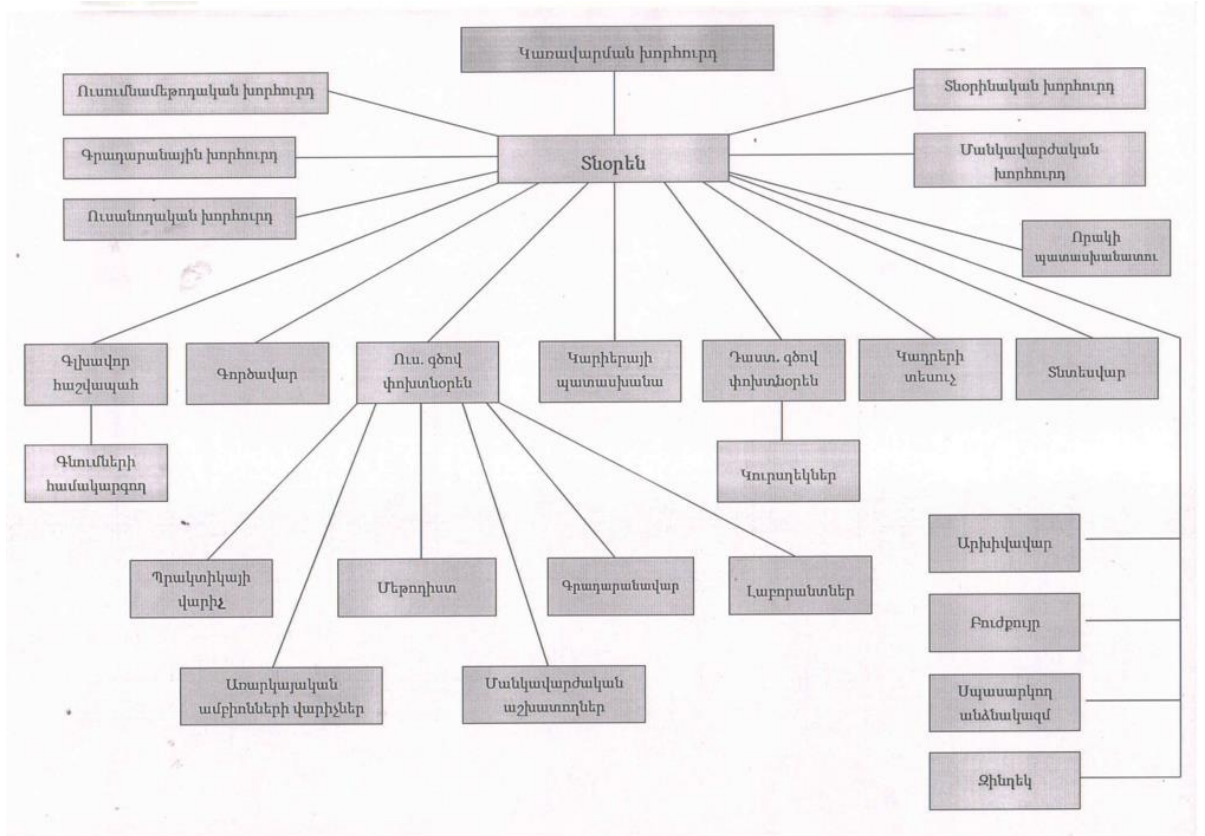 Կառավարման խորհուրդ
Ուսումնամեթոդական խորհուրդ
Տնօրինական խորհուրդ
Գրադարանային խորհուրդ
Տնօրեն
Մանկավարժական
խորհուրդ
Ուսանողական խորհուրդ
Որակի
պատասխանատու
Գլխավոր
հաշվապահ
Գործավար
Ուս. գծով
փոխտնօրեն
Կարիերայի
պատասխանա
Դաստ. գծով
փոխտնօրեն
Կադրերի
տեսուչ
Տնտեսվար
Գնումների
համակարգող
Կուրսղեկներ
Արխիվավար
Պրակտիկայի
վարիչ
Մեթոդիստ
Գրադարանավար
Լաբորանտներ
Բուժքույր
Առարկայական
ամբիոնների վարիչներ
Մանկավարժական
աշխատողներ
Սպասարկող
անձնակազմ
Զինղեկ